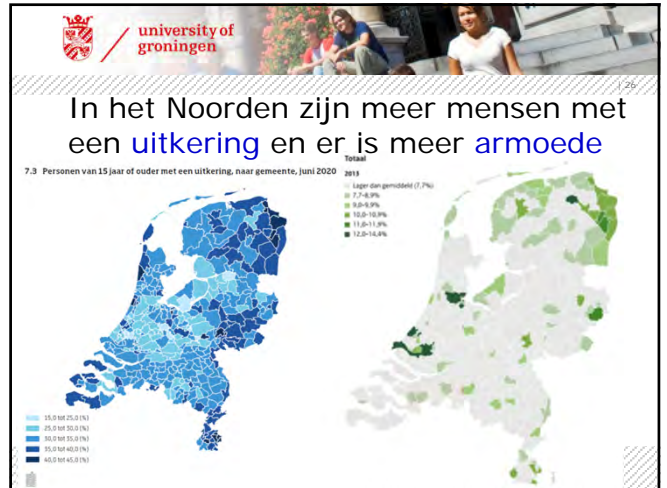 university of
groningen
| 26
In het Noorden zijn meer mensen met
een uitkering en er is meer armoede
7.3 Personen van 15 jaar of ouder met een uitkering, naar gemeente, juni 2020
Totaal
2013
Lager dan gemiddeld (7,7%)
7,7-8,9%
9,0-9,9%
10,0-10,9%
11,0-11,9%
12,0-14,4%
15,0 tot 25,0 (%)
25,0 tot 30,0 (%)
30,0 tot 35,0 (%)
35,0 tot 40,0 (%)
40,0 tot 45,0 (%)